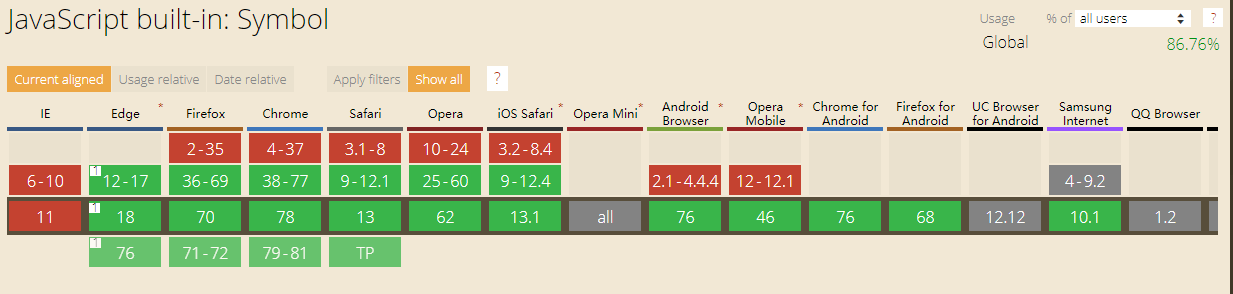 JavaScript built-in: Symbol
Usage % of all users ?
Global 86.76%
Current aligned Usage relative Date relative Apply filters Show all ?
IE Edge * Firefox Chrome Safari Opera iOS Safari * Opera Mini * Android Browser * Opera Mobile * Chrome for Android Firefox for Android UC Browser for Android Samsung Internet QQ Browser
2-35 4-37 3.1-8 10-24 3.2-8.4
6-10 1 12-17 36-69 38-77 9-12.1 25-60 9-12.4 2.1-4.4.4 12-12.1 4-9.2
11 1 18 70 78 13 62 13.1 all 76 46 76 68 12.12 10.1 1.2
1 76 71-72 79-81 TP